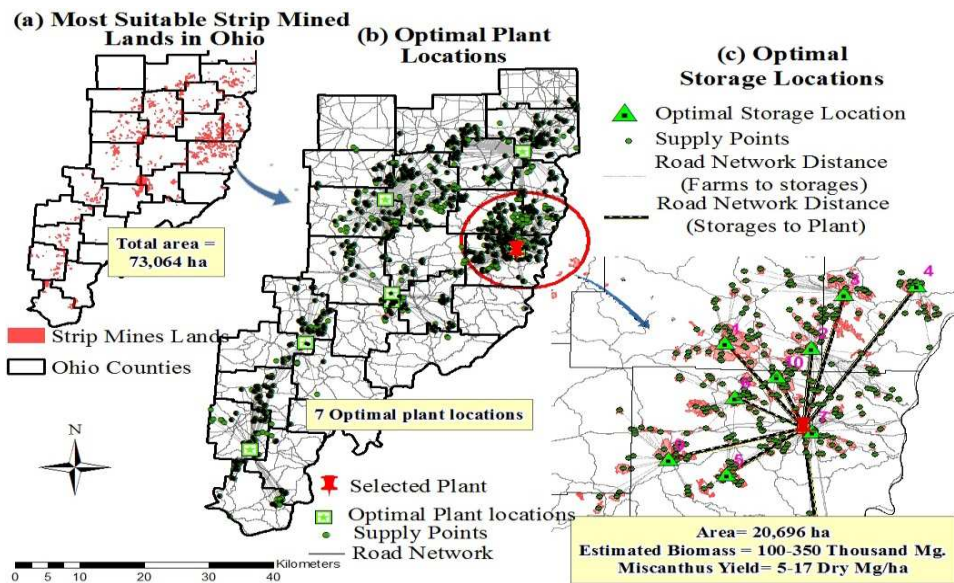 (a) Most Suitable Strip Mined
Lands in Ohio
Total area =
73,064 ha
Strip Mines Lands
Ohio Counties
N
0 5 10 20 30 40
Kilometers
(b) Optimal Plant
Locations
7 Optimal plant locations
Selected Plant
Optimal Plant locations
Supply Points
Road Network
(c) Optimal
Storage Locations
Optimal Storage Location
Supply Points
Road Network Distance
(Farms to storages)
Road Network Distance
(Storages to Plant)
4
10
Area= 20,696 ha
Estimated Biomass = 100-350 Thousand Mg.
Miscanthus Yield= 5-17 Dry Mg/ha